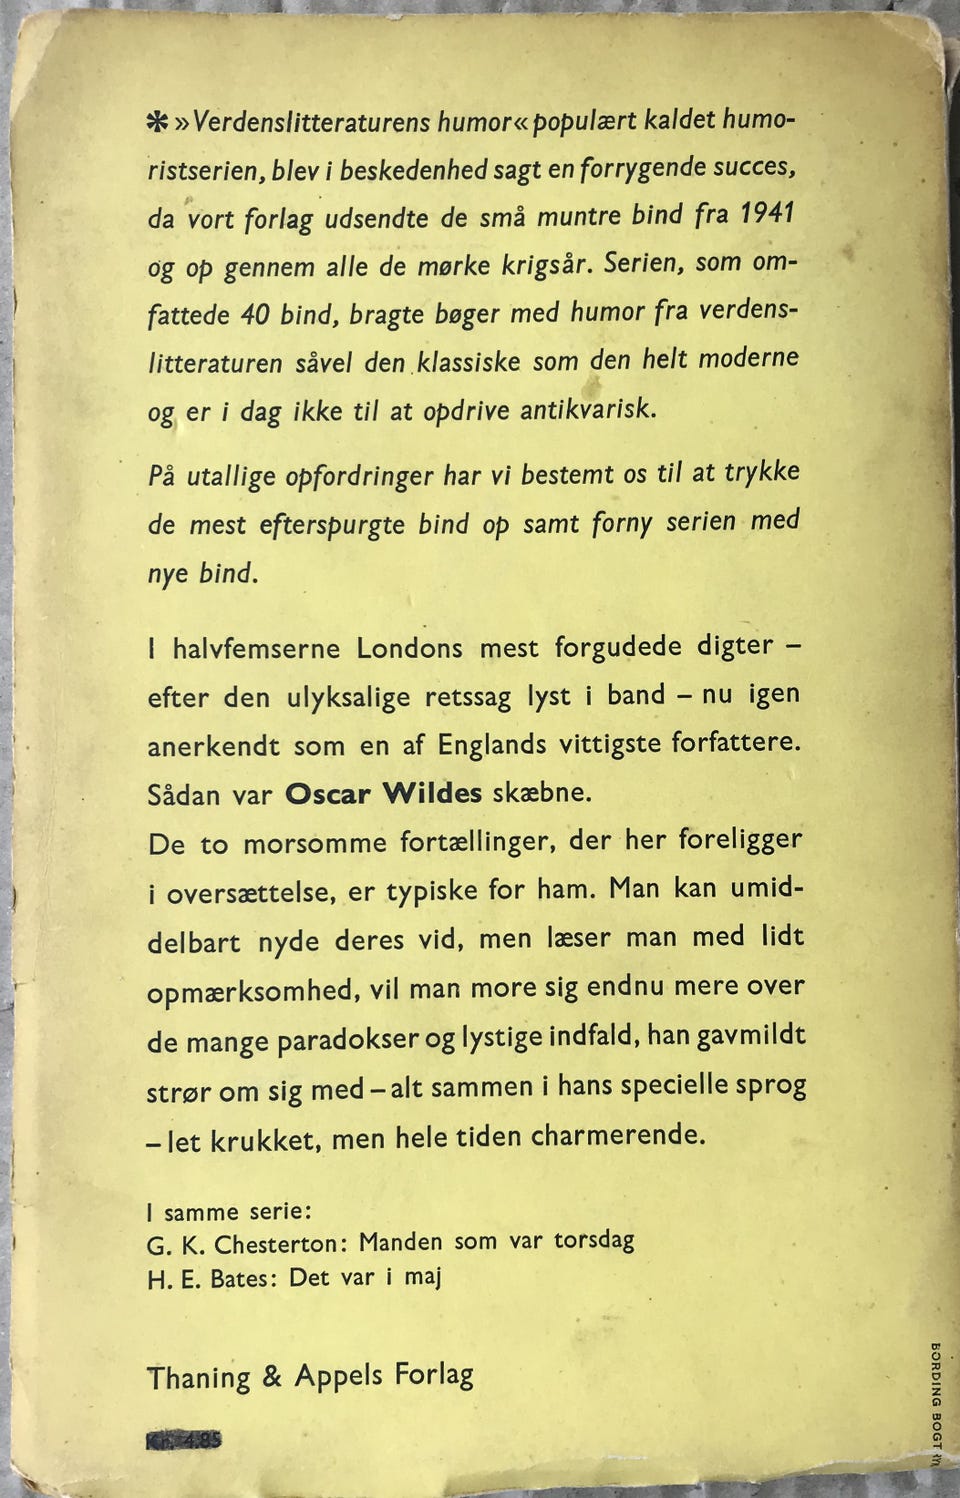 * »Verdenslitteraturens humor« populært kaldet humo-
ristserien, blev i beskedenhed sagt en forrygende succes,
da vort forlag udsendte de små muntre bind fra 1941
og op gennem alle de mørke krigsår. Serien, som om-
fattede 40 bind, bragte bøger med humor fra verdens-
litteraturen såvel den klassiske som den helt moderne
og er i dag ikke til at opdrive antikvarisk.
På utallige opfordringer har vi bestemt os til at trykke
de mest efterspurgte bind op samt forny serien med
nye bind.
I halvfemserne Londons mest forgudede digter –
efter den ulyksalige retssag lyst i band – nu igen
anerkendt som en af Englands vittigste forfattere.
Sådan var Oscar Wildes skæbne.
De to morsomme fortællinger, der her foreligger
i oversættelse, er typiske for ham. Man kan umid-
delbart nyde deres vid, men læser man med lidt
opmærksomhed, vil man more sig endnu mere over
de mange paradokser og lystige indfald, han gavmildt
strør om sig med – alt sammen i hans specielle sprog
– let krukket, men hele tiden charmerende.
I samme serie:
G. K. Chesterton: Manden som var torsdag
H. E. Bates: Det var i maj
Thaning & Appels Forlag
Kr. 4.85
BORDING BOGT